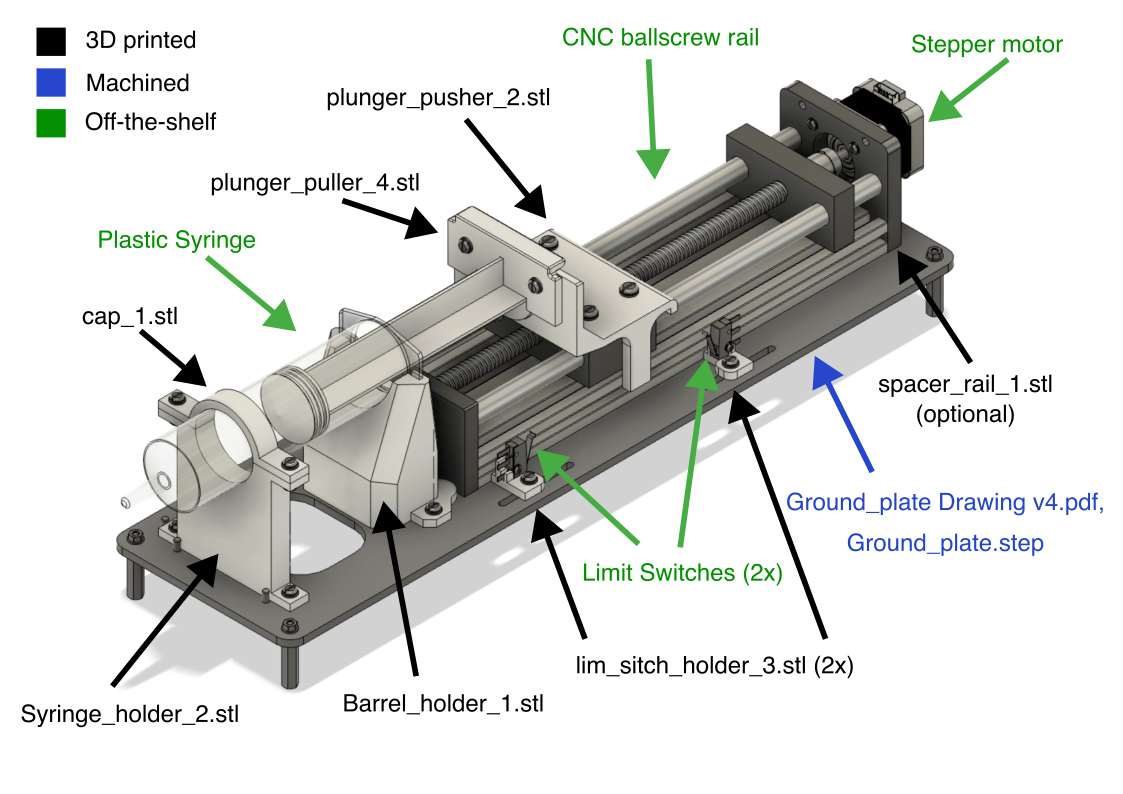 3D printed
Machined
Off-the-shelf
CNC ballscrew rail
Stepper motor
plunger_pusher_2.stl
plunger_puller_4.stl
Plastic Syringe
cap_1.stl
spacer_rail_1.stl
(optional)
Ground_plate Drawing v4.pdf,
Ground_plate.step
Limit Switches (2x)
lim_sitch_holder_3.stl (2x)
Barrel_holder_1.stl
Syringe_holder_2.stl